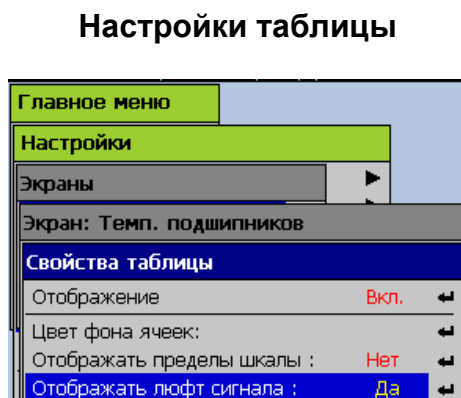 Настройки таблицы
Главное меню
Настройки
Экраны
Экран: Темп. подшипников
Свойства таблицы
Отображение Вкл.
Цвет фона ячеек:
Отображать пределы шкалы : Нет
Отображать люфт сигнала : Да